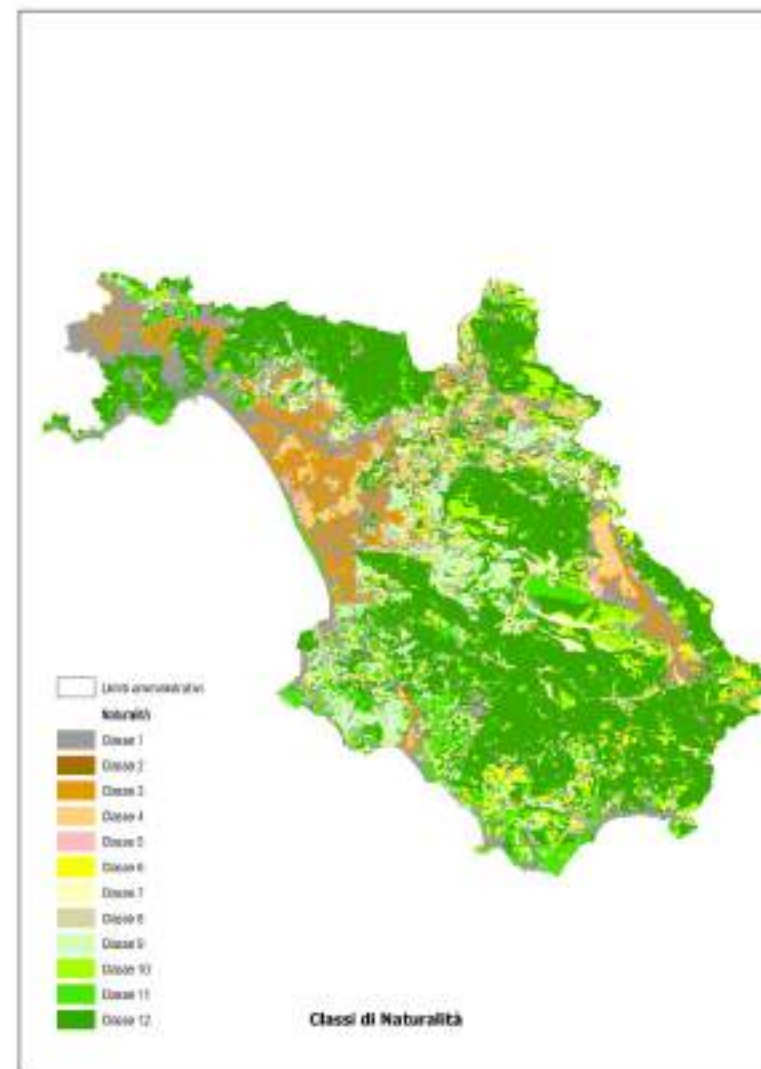 Limiti amministrativi
Naturalità
Classe 1
Classe 2
Classe 3
Classe 4
Classe 5
Classe 6
Classe 7
Classe 8
Classe 9
Classe 10
Classe 11
Classe 12
Classi di Naturalità